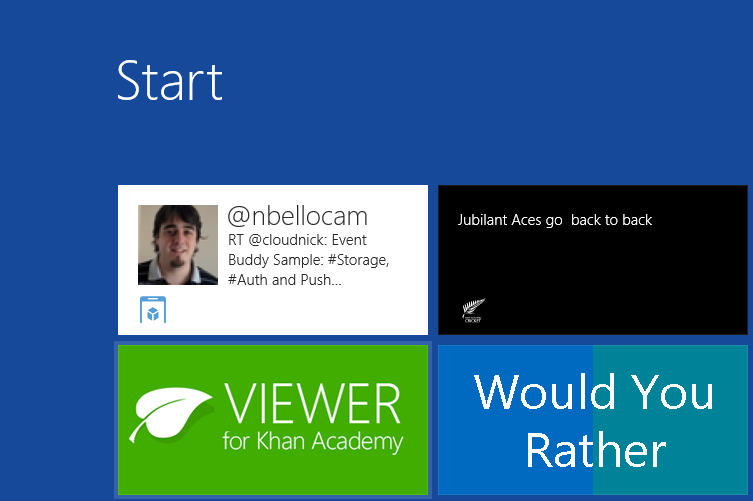 Start
@nbellocam
RT @cloudnick: Event
Buddy Sample: #Storage,
#Auth and Push...
Jubilant Aces go  back to back
CRICKET
VIEWER
for Khan Academy
Would You
Rather